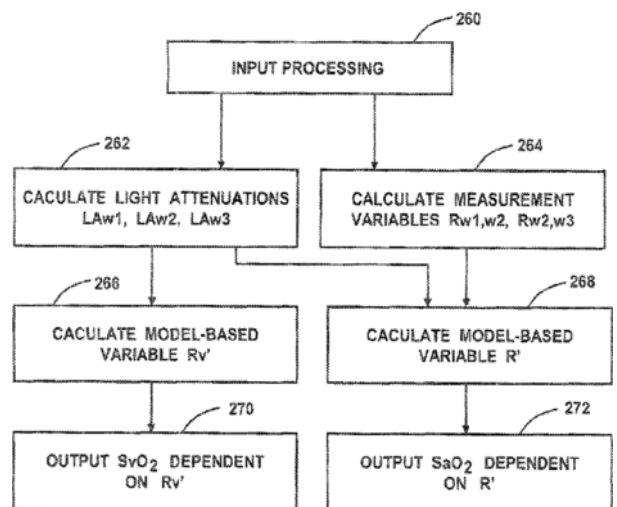 260
INPUT PROCESSING
262
CACULATE LIGHT ATTENUATIONS
LAw1, LAw2, LAw3
264
CALCULATE MEASUREMENT
VARIABLES Rw1,w2, Rw2,w3
266
CACULATE MODEL-BASED
VARIABLE Rv'
268
CACULATE MODEL-BASED
VARIABLE R'
270
OUTPUT SvO2 DEPENDENT
ON Rv'
272
OUTPUT SaO2 DEPENDENT
ON R'